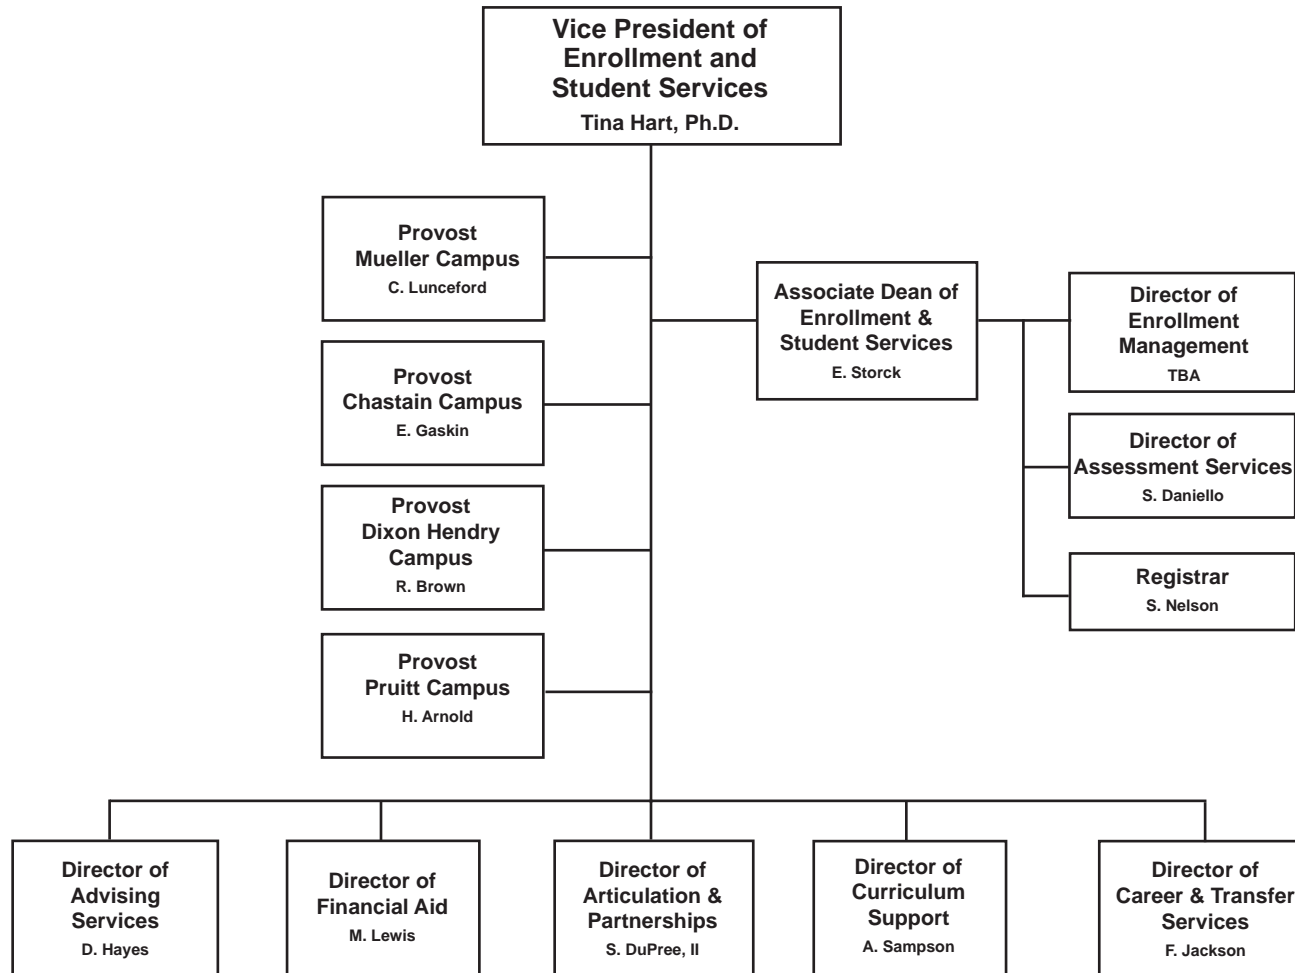 Vice President of
Enrollment and
Student Services
Tina Hart, Ph.D.
Provost
Mueller Campus
C. Lunceford
Provost
Chastain Campus
E. Gaskin
Provost
Dixon Hendry
Campus
R. Brown
Provost
Pruitt Campus
H. Arnold
Associate Dean of
Enrollment &
Student Services
E. Storck
Director of
Enrollment
Management
TBA
Director of
Assessment Services
S. Daniello
Registrar
S. Nelson
Director of
Advising
Services
D. Hayes
Director of
Financial Aid
M. Lewis
Director of
Articulation &
Partnerships
S. DuPree, II
Director of
Curriculum
Support
A. Sampson
Director of
Career & Transfer
Services
F. Jackson